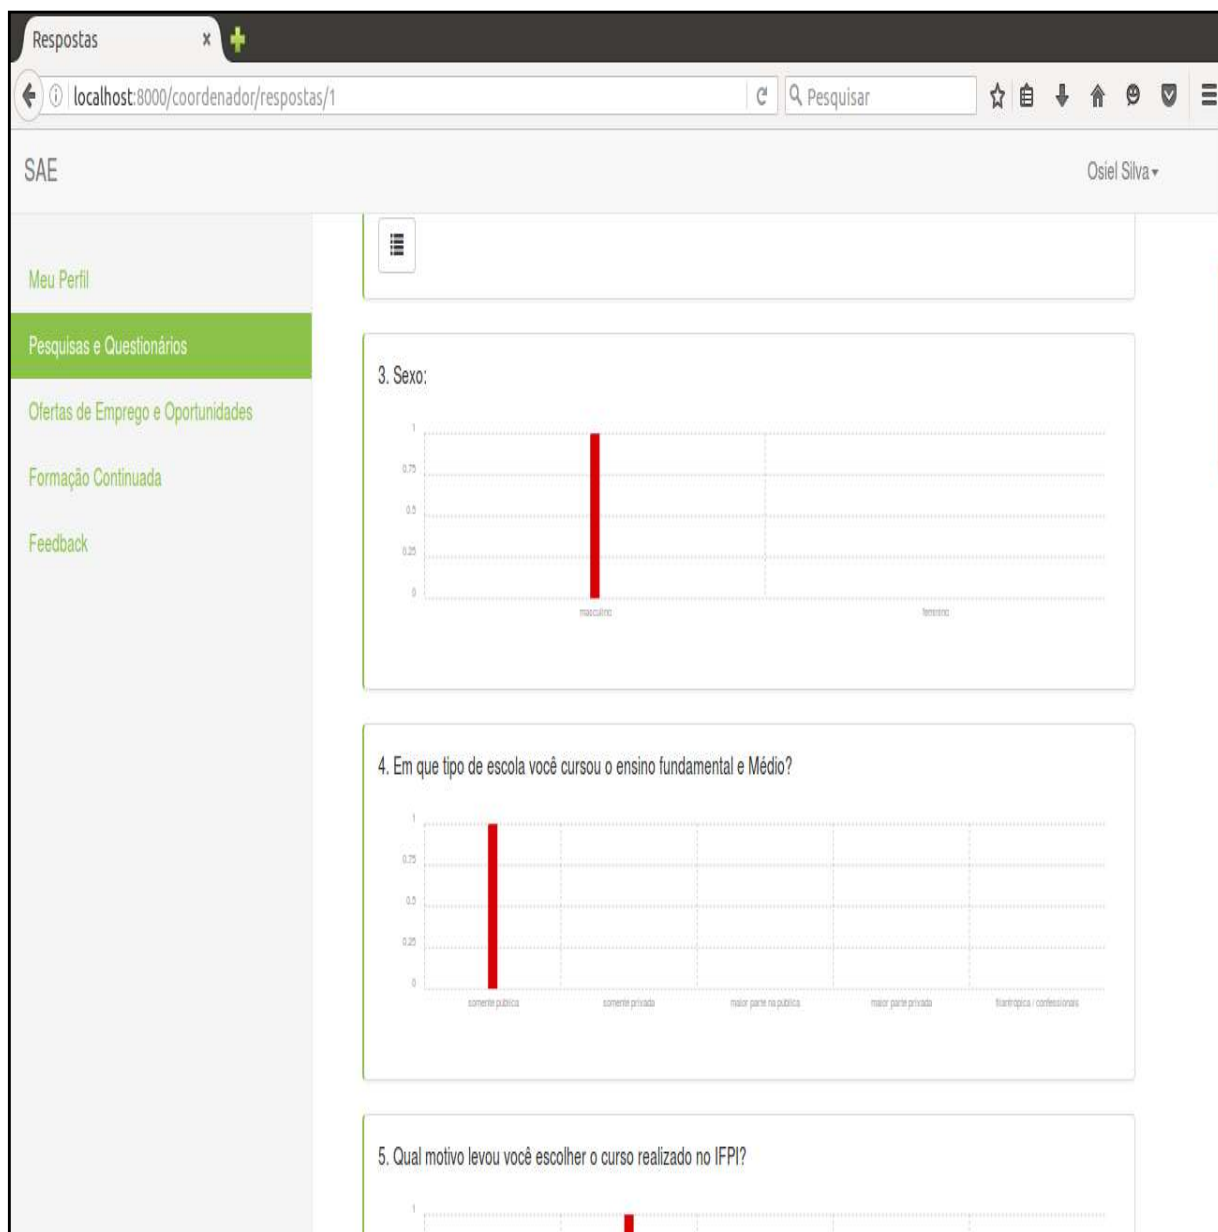 Respostas
localhost:8000/coordenador/respostas/1
Pesquisar
SAE
Osiel Silva
Meu Perfil
Pesquisas e Questionários
Ofertas de Emprego e Oportunidades
Formação Continuada
Feedback
3. Sexo:
1
0.75
0.5
0.25
0
masculino feminino
4. Em que tipo de escola você cursou o ensino fundamental e Médio?
1
0.75
0.5
0.25
0
somente pública somente privada maior parte na pública maior parte privada filantrópica / confessionais
5. Qual motivo levou você escolher o curso realizado no IFPI?
1